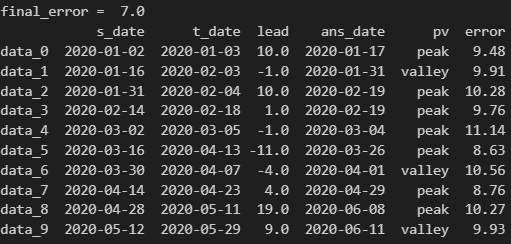 final_error =  7.0
            s_date      t_date  lead    ans_date      pv  error
data_0  2020-01-02  2020-01-03  10.0  2020-01-17    peak   9.48
data_1  2020-01-16  2020-02-03  -1.0  2020-01-31  valley   9.91
data_2  2020-01-31  2020-02-04  10.0  2020-02-19    peak  10.28
data_3  2020-02-14  2020-02-18   1.0  2020-02-19    peak   9.76
data_4  2020-03-02  2020-03-05  -1.0  2020-03-04    peak  11.14
data_5  2020-03-16  2020-04-13 -11.0  2020-03-26    peak   8.63
data_6  2020-03-30  2020-04-07  -4.0  2020-04-01  valley  10.56
data_7  2020-04-14  2020-04-23   4.0  2020-04-29    peak   8.76
data_8  2020-04-28  2020-05-11  19.0  2020-06-08    peak  10.27
data_9  2020-05-12  2020-05-29   9.0  2020-06-11  valley   9.93